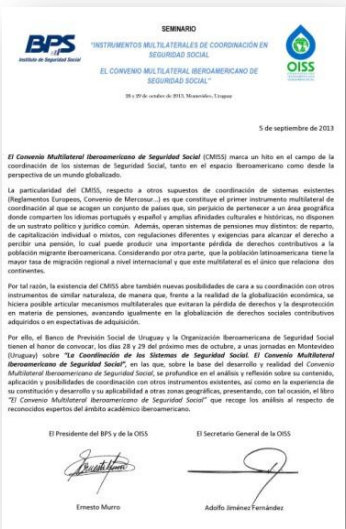 SEMINARIO
BPS
Instituto de Seguridad Social
"INSTRUMENTOS MULTILATERALES DE COORDINACIÓN EN
SEGURIDAD SOCIAL
EL CONVENIO MULTILATERAL IBEROAMERICANO DE
SEGURIDAD SOCIAL"
28 y 29 de octubre de 2013, Montevideo, Uruguay
OISS
5 de septiembre de 2013
El Convenio Multilateral Iberoamericano de Seguridad Social (CMISS) marca un hito en el campo de la
coordinación de los sistemas de Seguridad Social, tanto en el espacio Iberoamericano como desde la
perspectiva de un mundo globalizado.
La particularidad del CMISS, respecto a otros supuestos de coordinación de sistemas existentes
(Reglamentos Europeos, Convenio de Mercosur...) es que constituye el primer instrumento multilateral de
coordinación al que se acogen un conjunto de países que, sin perjuicio de pertenecer a un área geográfica
donde comparten los idiomas portugués y español y amplias afinidades culturales e históricas, no disponen
de un sustrato político y jurídico común. Además, operan sistemas de pensiones muy distintos: de reparto,
de capitalización individual o mixtos, con regulaciones diferentes y exigencias para alcanzar el derecho a
percibir una pensión, lo cual puede producir una importante pérdida de derechos contributivos a la
población migrante iberoamericana. Considerando por otra parte, que la población latinoamericana tiene la
mayor tasa de migración regional a nivel internacional y que este multilateral es el único que relaciona dos
continentes.
Por tal razón, la existencia del CMISS abre también nuevas posibilidades de cara a su coordinación con otros
instrumentos de similar naturaleza, de manera que, frente a la realidad de la globalización económica, se
hiciera posible articular mecanismos multilaterales que evitaran la pérdida de derechos y la desprotección
en materia de pensiones, avanzando igualmente en la globalización de derechos sociales contributivos
adquiridos o en expectativas de adquisición.
Por ello, el Banco de Previsión Social de Uruguay y la Organización Iberoamericana de Seguridad Social
tienen el honor de convocar, los días 28 y 29 del próximo mes de octubre, a unas jornadas en Montevideo
(Uruguay) sobre "La Coordinación de los Sistemas de Seguridad Social. El Convenio Multilateral
Iberoamericano de Seguridad Social", en las que, sobre la base del desarrollo y realidad del Convenio
Multilateral Iberoamericano de Seguridad Social, se profundice en el análisis y reflexión sobre su contenido,
aplicación y posibilidades de coordinación con otros instrumentos existentes, así como en la experiencia de
su constitución y desarrollo y su aplicabilidad a otras zonas geográficas, presentando, con tal ocasión, el libro
"El Convenio Multilateral Iberoamericano de Seguridad Social" que recoge los análisis al respecto de
reconocidos expertos del ámbito académico iberoamericano.
El Presidente del BPS y de la OISS
El Secretario General de la OISS
Ernesto Murro
Adolfo Jiménez Fernández